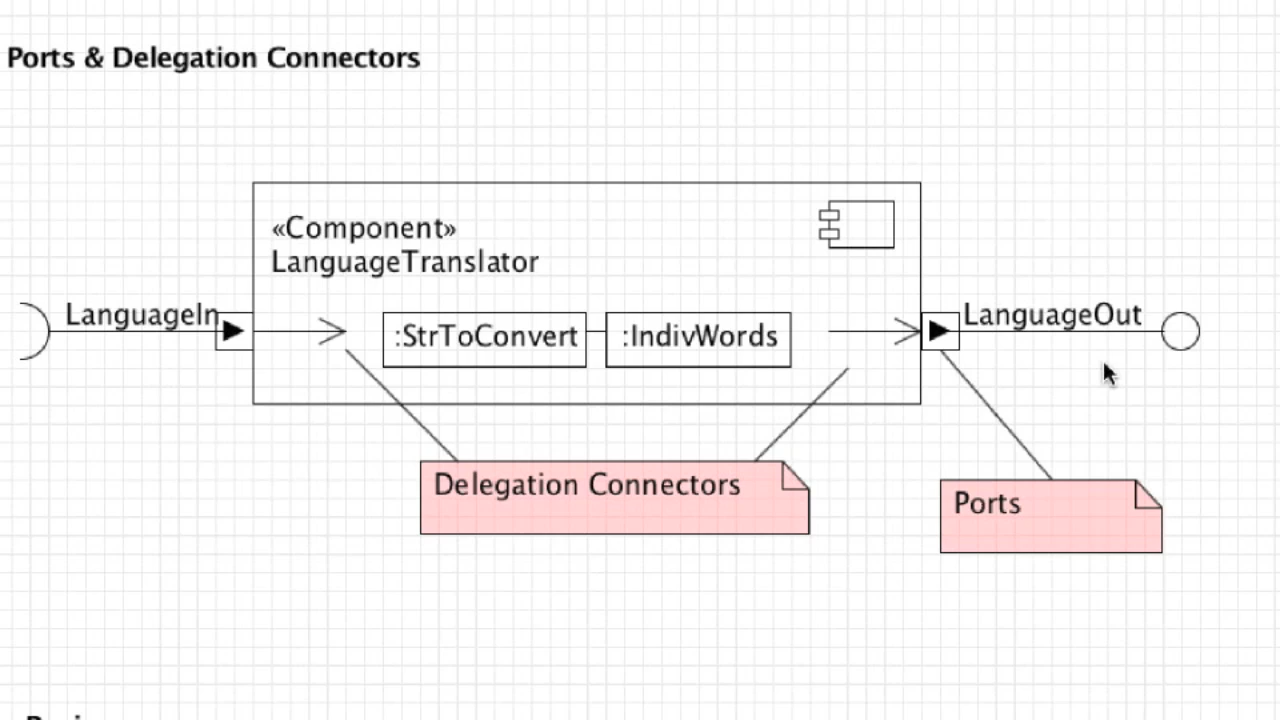 Ports & Delegation Connectors
«Component»
LanguageTranslator
LanguageIn
:StrToConvert
:IndivWords
LanguageOut
Delegation Connectors
Ports